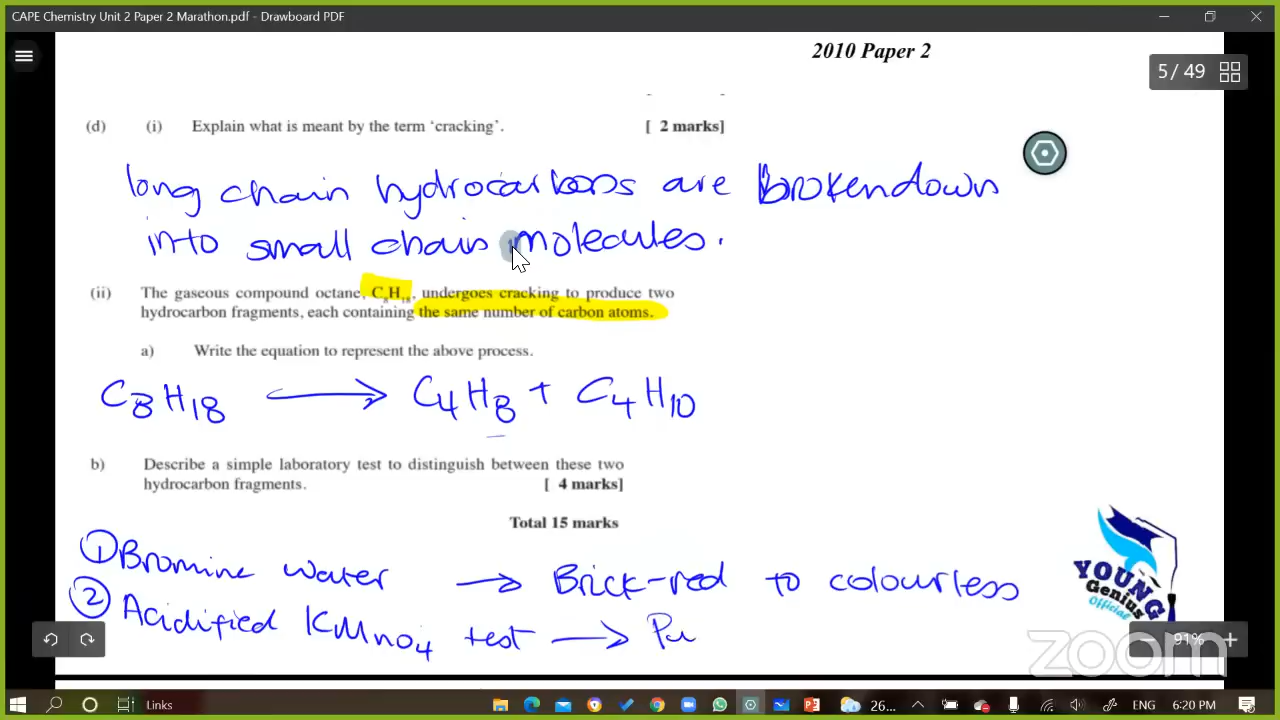 CAPE Chemistry Unit 2 Paper 2 Marathon.pdf - Drawboard PDF
2010 Paper 2
5 / 49
(d) (i) Explain what is meant by the term ‘cracking’. [ 2 marks]
long chain hydrocarbons are Brokendown
into small chain molecules.
(ii) The gaseous compound octane, C₈H₁₈, undergoes cracking to produce two
hydrocarbon fragments, each containing the same number of carbon atoms.
a) Write the equation to represent the above process.
C₈H₁₈ → C₄H₈ + C₄H₁₀
b) Describe a simple laboratory test to distinguish between these two
hydrocarbon fragments. [ 4 marks]
Total 15 marks
① Bromine water → Brick-red to colourless
② Acidified KMnO₄ test → Pu
YOUNG
Genius
Official
91%
zoom
Links
26...
ENG
6:20 PM